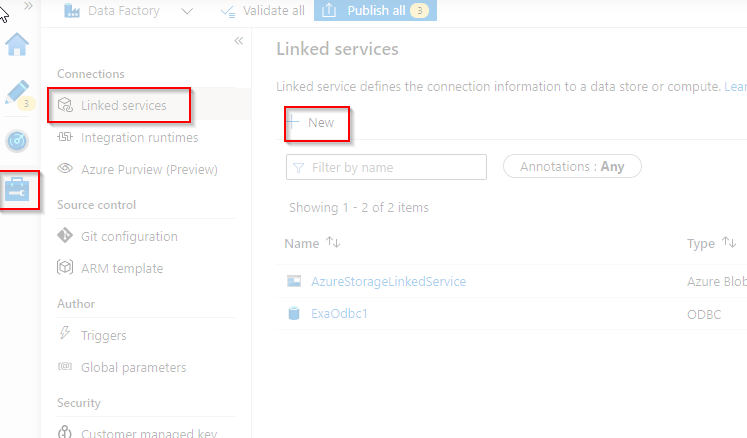 Data Factory
Validate all
Publish all 3
Connections
Linked services
Integration runtimes
Azure Purview (Preview)
Source control
Git configuration
ARM template
Author
Triggers
Global parameters
Security
Customer managed key
3
Linked services
Linked service defines the connection information to a data store or compute. Lear
New
Filter by name
Annotations : Any
Showing 1 - 2 of 2 items
Name Type
AzureStorageLinkedService Azure Blob
ExaOdbc1 ODBC